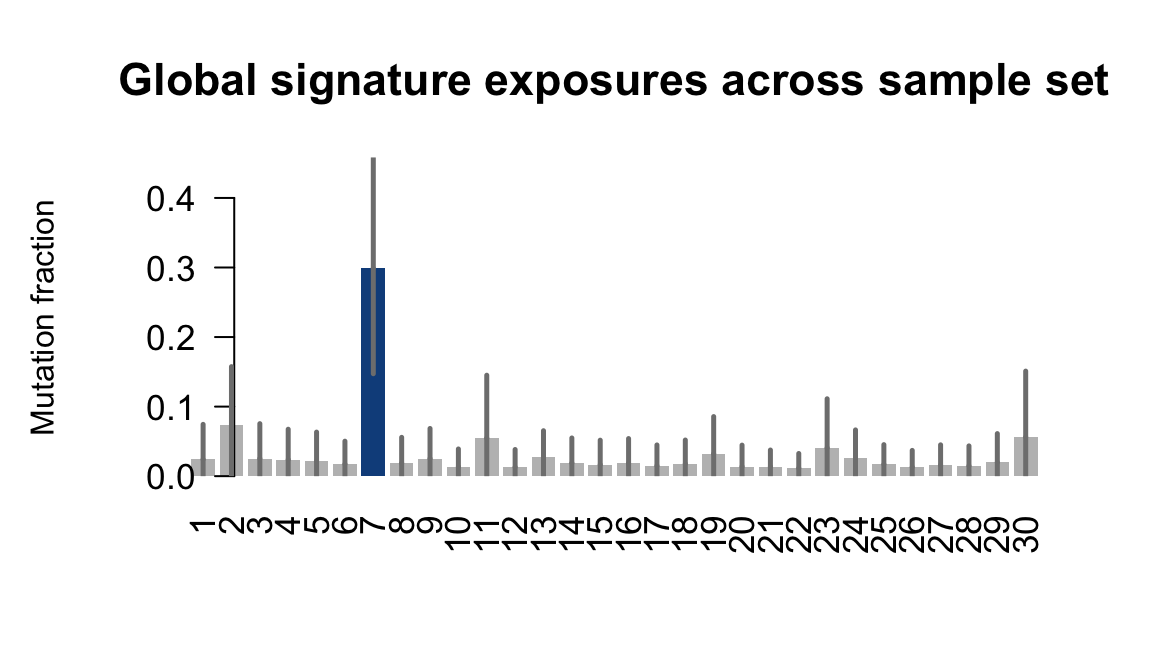 Global signature exposures across sample set
Mutation fraction
0.4
0.3
0.2
0.1
0.0
1 2 3 4 5 6 7 8 9 10 11 12 13 14 15 16 17 18 19 20 21 22 23 24 25 26 27 28 29 30